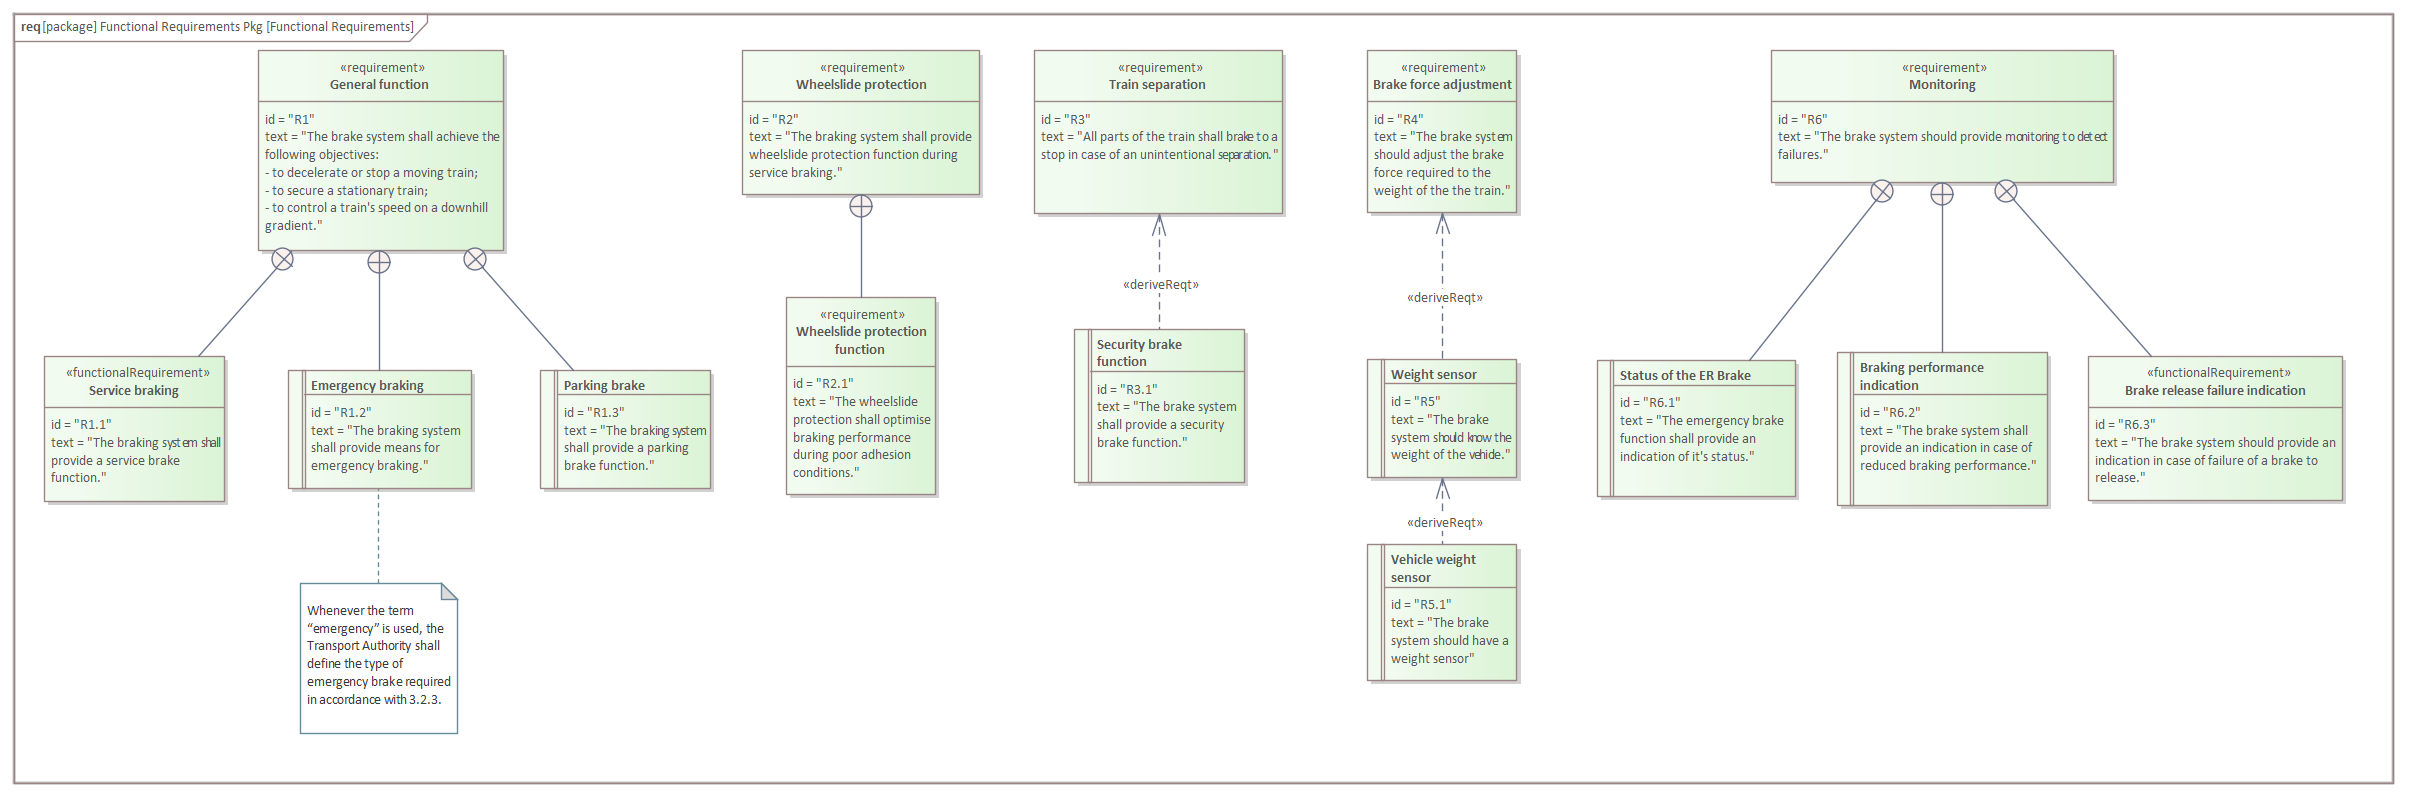 req [package] Functional Requirements Pkg [Functional Requirements]
«requirement»
General function
id = "R1"
text = "The brake system shall achieve the
following objectives:
- to decelerate or stop a moving train;
- to secure a stationary train;
- to control a train's speed on a downhill
gradient."
«requirement»
Wheelslide protection
id = "R2"
text = "The braking system shall provide
wheelslide protection function during
service braking."
«requirement»
Train separation
id = "R3"
text = "All parts of the train shall brake to a
stop in case of an unintentional separation."
«requirement»
Brake force adjustment
id = "R4"
text = "The brake system
should adjust the brake
force required to the
weight of the the train."
«requirement»
Monitoring
id = "R6"
text = "The brake system should provide monitoring to detect
failures."
«functionalRequirement»
Service braking
id = "R1.1"
text = "The braking system shall
provide a service brake
function."
Emergency braking
id = "R1.2"
text = "The braking system
shall provide means for
emergency braking."
Parking brake
id = "R1.3"
text = "The braking system
shall provide a parking
brake function."
«requirement»
Wheelslide protection
function
id = "R2.1"
text = "The wheelslide
protection shall optimise
braking performance
during poor adhesion
conditions."
«deriveReqt»
Security brake
function
id = "R3.1"
text = "The brake system
shall provide a security
brake function."
«deriveReqt»
Weight sensor
id = "R5"
text = "The brake
system should know the
weight of the vehicle."
«deriveReqt»
Vehicle weight
sensor
id = "R5.1"
text = "The brake
system should have a
weight sensor"
Status of the ER Brake
id = "R6.1"
text = "The emergency brake
function shall provide an
indication of it's status."
Braking performance
indication
id = "R6.2"
text = "The brake system shall
provide an indication in case of
reduced braking performance."
«functionalRequirement»
Brake release failure indication
id = "R6.3"
text = "The brake system should provide an
indication in case of failure of a brake to
release."
Whenever the term
“emergency” is used, the
Transport Authority shall
define the type of
emergency brake required
in accordance with 3.2.3.